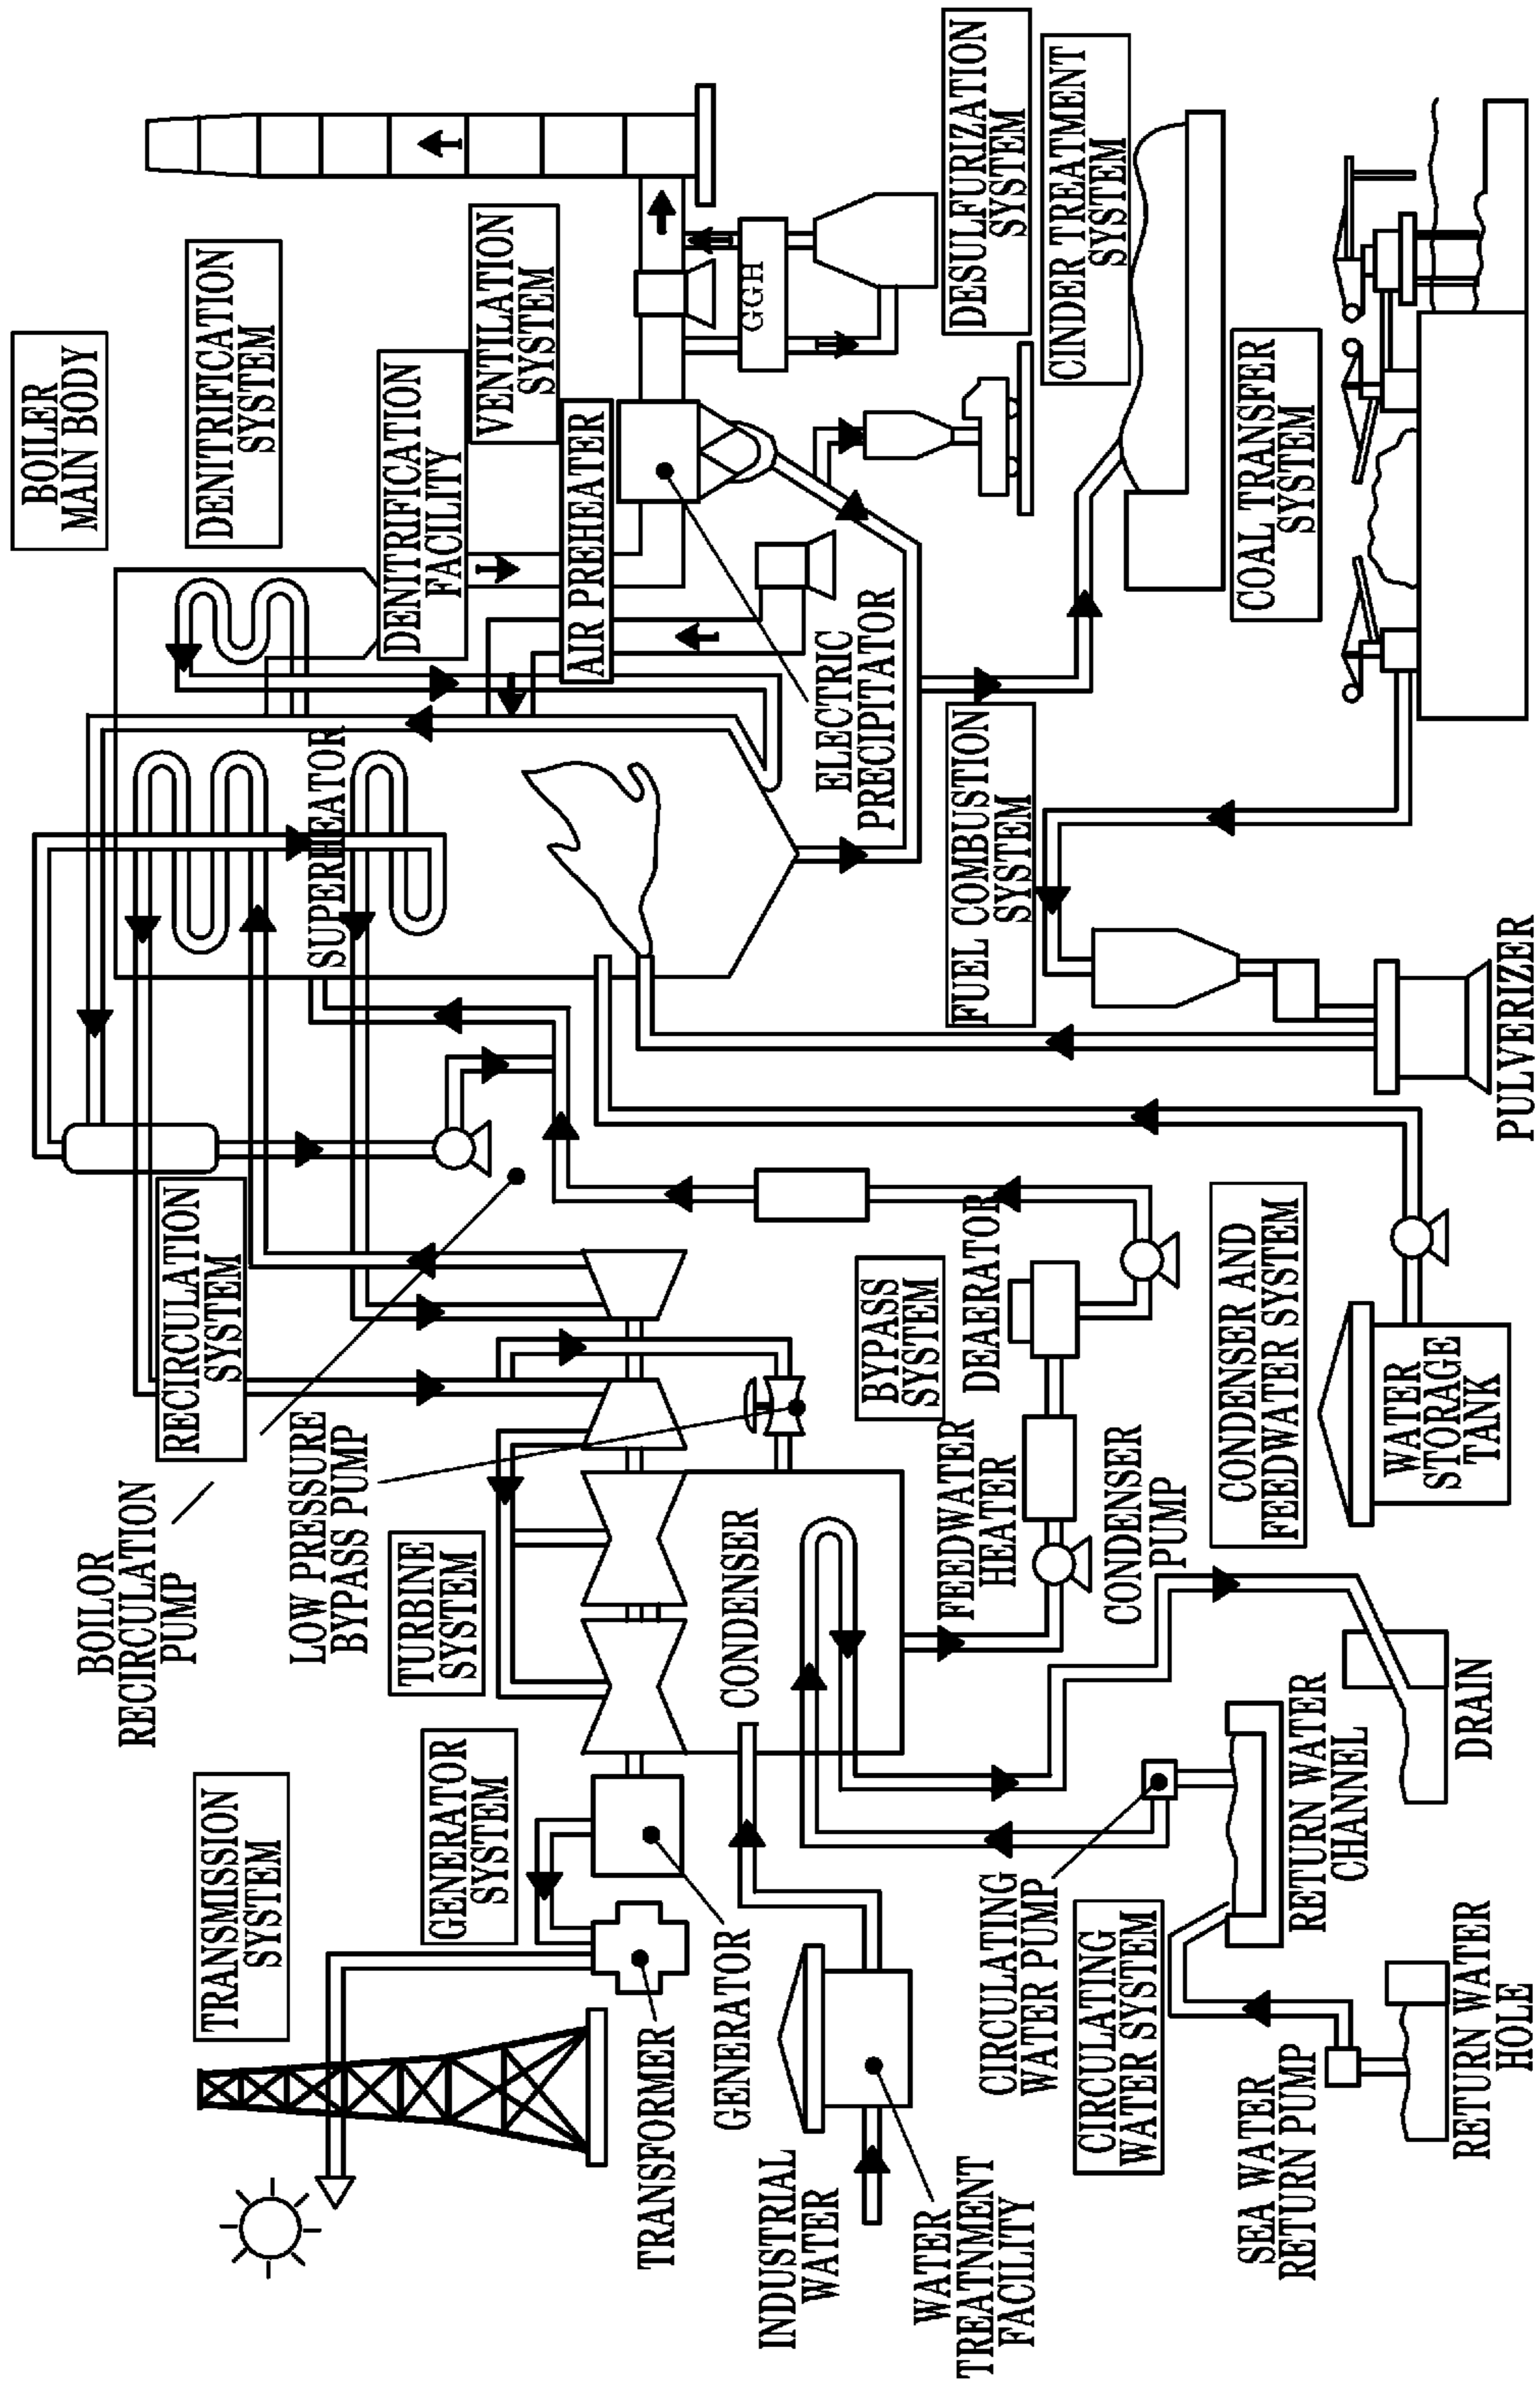 BOILER
MAIN BODY
DENITRIFICATION
SYSTEM
DENITRIFICATION
FACILITY
VENTILATION
SYSTEM
AIR PREHEATER
GGH
DESULFURIZATION
SYSTEM
CINDER TREATMENT
SYSTEM
COAL TRANSFER
SYSTEM
ELECTRIC
PRECIPITATOR
SUPERHEATOR
FUEL COMBUSTION
SYSTEM
PULVERIZER
RECIRCULATION
SYSTEM
BOILOR
RECIRCULATION
PUMP
LOW PRESSURE
BYPASS PUMP
TURBINE
SYSTEM
BYPASS
SYSTEM
DEAERATOR
CONDENSER
FEEDWATER
HEATER
CONDENSER
PUMP
CONDENSER AND
FEEDWATER SYSTEM
WATER
STORAGE
TANK
TRANSMISSION
SYSTEM
GENERATOR
SYSTEM
TRANSFORMER
GENERATOR
INDUSTRIAL
WATER
WATER
TREATNMENT
FACILITY
CIRCULATING
WATER PUMP
CIRCULATING
WATER SYSTEM
DRAIN
RETURN WATER
CHANNEL
SEA WATER
RETURN PUMP
RETURN WATER
HOLE